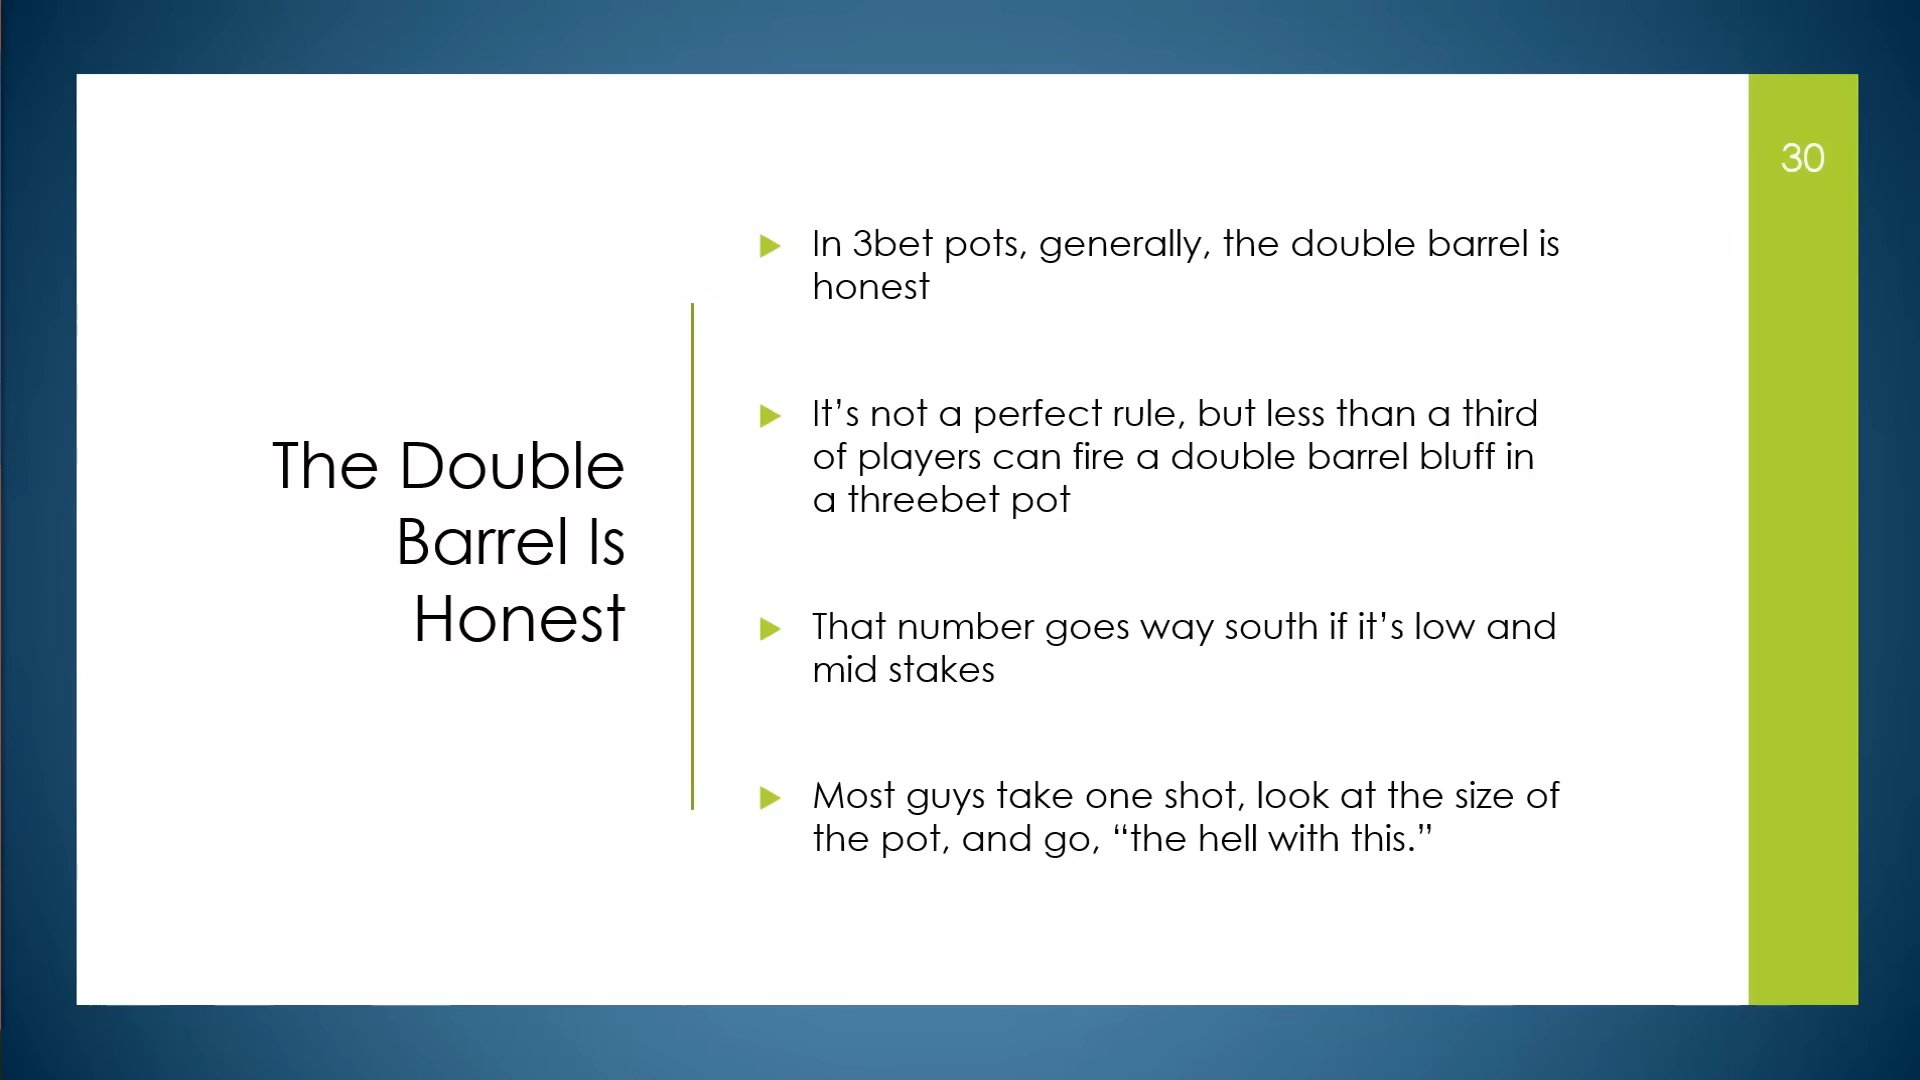 30
The Double
Barrel Is
Honest
In 3bet pots, generally, the double barrel is
honest
It’s not a perfect rule, but less than a third
of players can fire a double barrel bluff in
a threebet pot
That number goes way south if it’s low and
mid stakes
Most guys take one shot, look at the size of
the pot, and go, “the hell with this.”